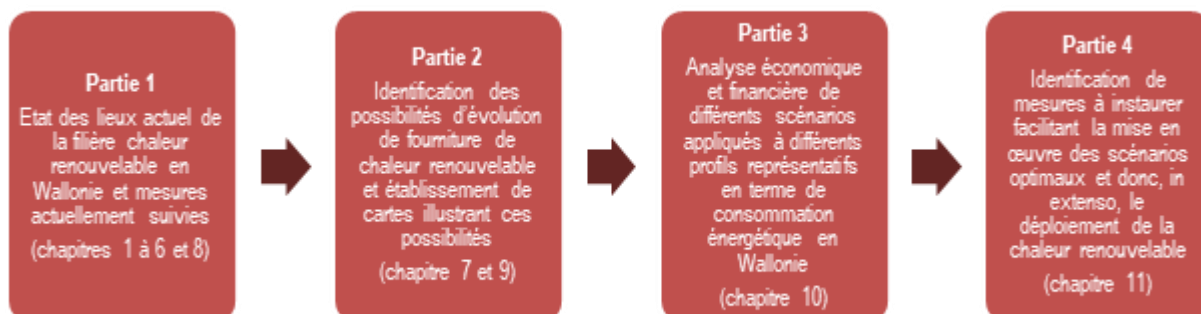 Partie 1
Etat des lieux actuel de
la filière chaleur
renouvelable en
Wallonie et mesures
actuellement suivies
(chapitres 1 à 6 et 8)
Partie 2
Identification des
possibilités d'évolution
de fourniture de
chaleur renouvelable
et établissement de
cartes illustrant ces
possibilités
(chapitre 7 et 9)
Partie 3
Analyse économique
et financière de
différents scénarios
appliqués à différents
profils représentatifs
en terme de
consommation
énergétique en
Wallonie
(chapitre 10)
Partie 4
Identification de
mesures à instaurer
facilitant la mise en
œuvre des scénarios
optimaux et donc, in
extenso, le
déploiement de la
chaleur renouvelable
(chapitre 11)